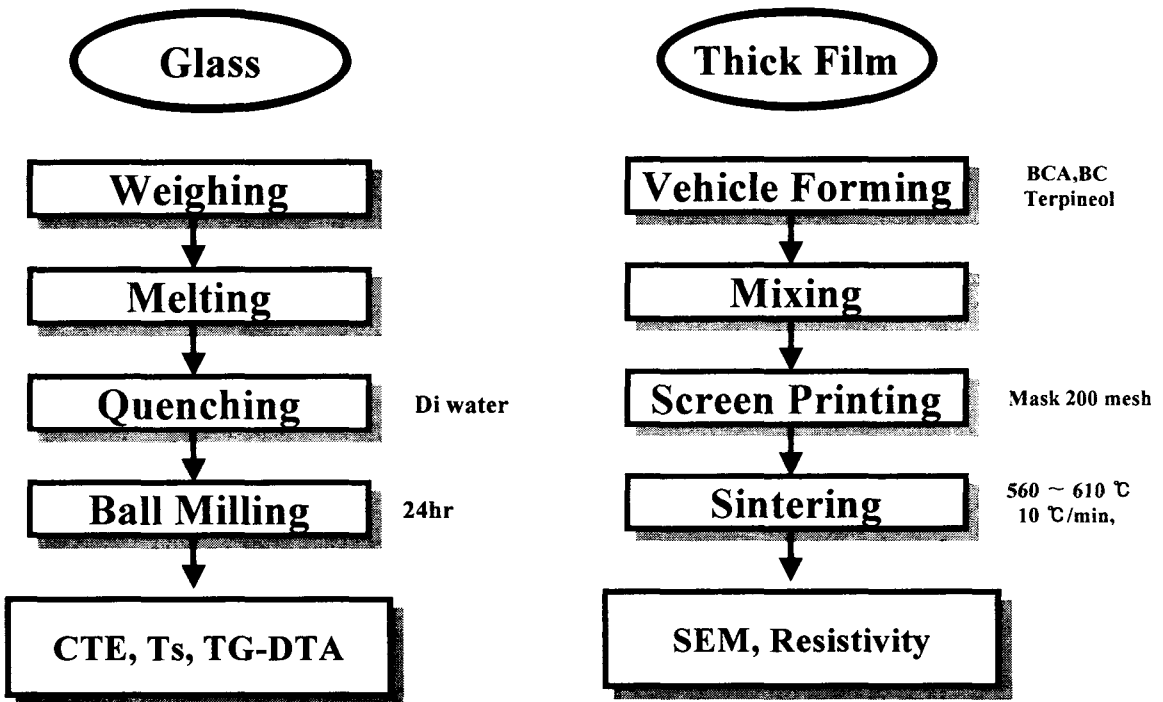 Glass
Weighing
Melting
Quenching
Di water
Ball Milling
24hr
CTE, Ts, TG-DTA
Thick Film
Vehicle Forming
BCA,BC
Terpineol
Mixing
Screen Printing
Mask 200 mesh
Sintering
560 ~ 610 ℃
10 ℃/min,
SEM, Resistivity